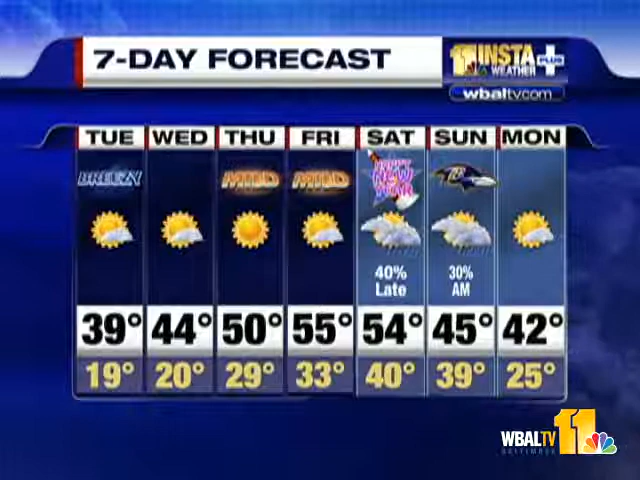 7-DAY FORECAST
11 INSTA PLUS
WEATHER
wbaltv.com
TUE WED THU FRI SAT SUN MON
BREEZY MILD MILD HAPPY NEW YEAR
40% Late 30% AM
39° 44° 50° 55° 54° 45° 42°
19° 20° 29° 33° 40° 39° 25°
WBALTV 11
BALTIMORE